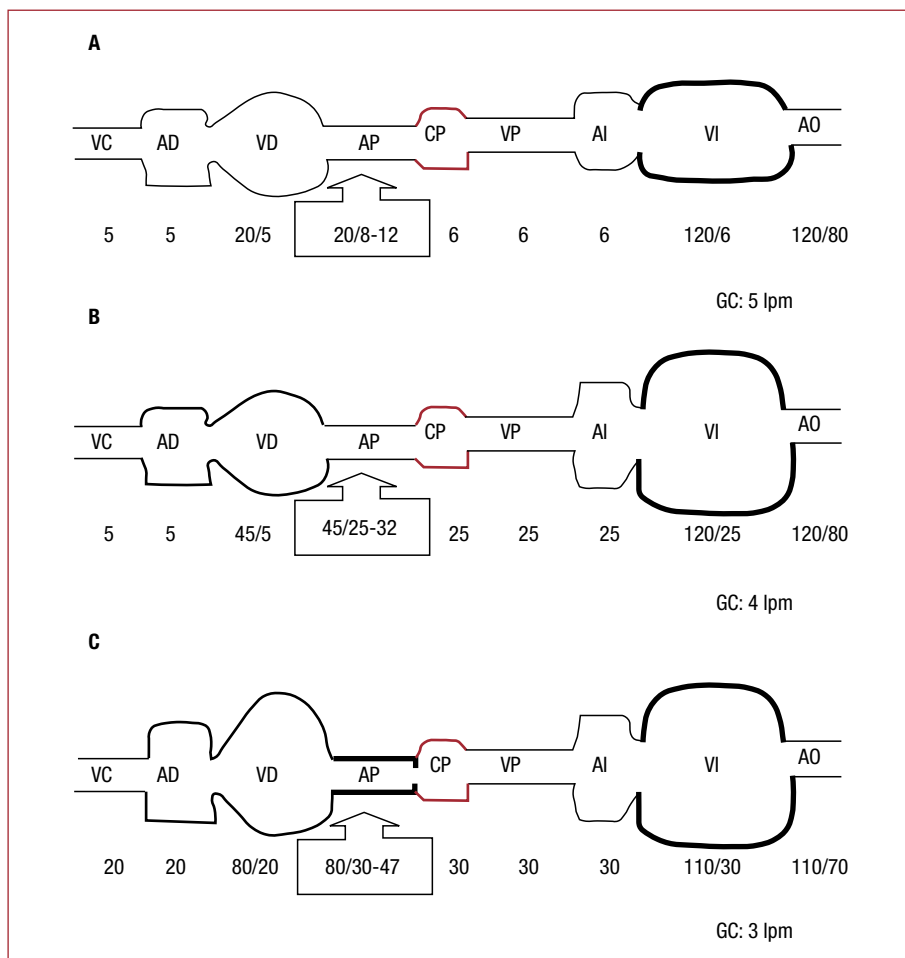 A
VC AD VD AP CP VP AI VI AO
5 5 20/5 20/8-12 6 6 6 120/6 120/80
GC: 5 lpm
B
VC AD VD AP CP VP AI VI AO
5 5 45/5 45/25-32 25 25 25 120/25 120/80
GC: 4 lpm
C
VC AD VD AP CP VP AI VI AO
20 20 80/20 80/30-47 30 30 30 110/30 110/70
GC: 3 lpm